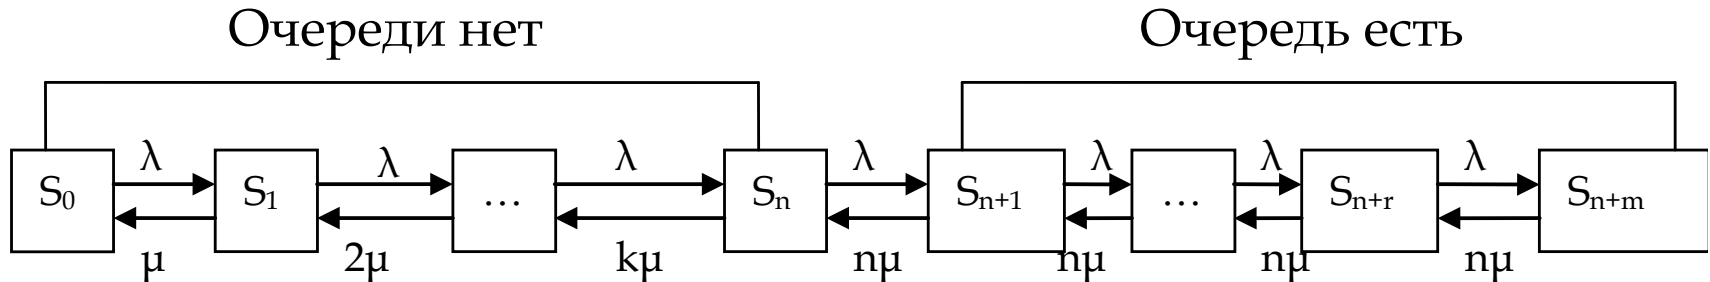 Очереди нет Очередь есть
λ λ λ λ λ λ λ
S₀ S₁ ... Sₙ Sₙ₊₁ ... Sₙ₊ᵣ Sₙ₊ₘ
μ 2μ kμ nμ nμ nμ nμ